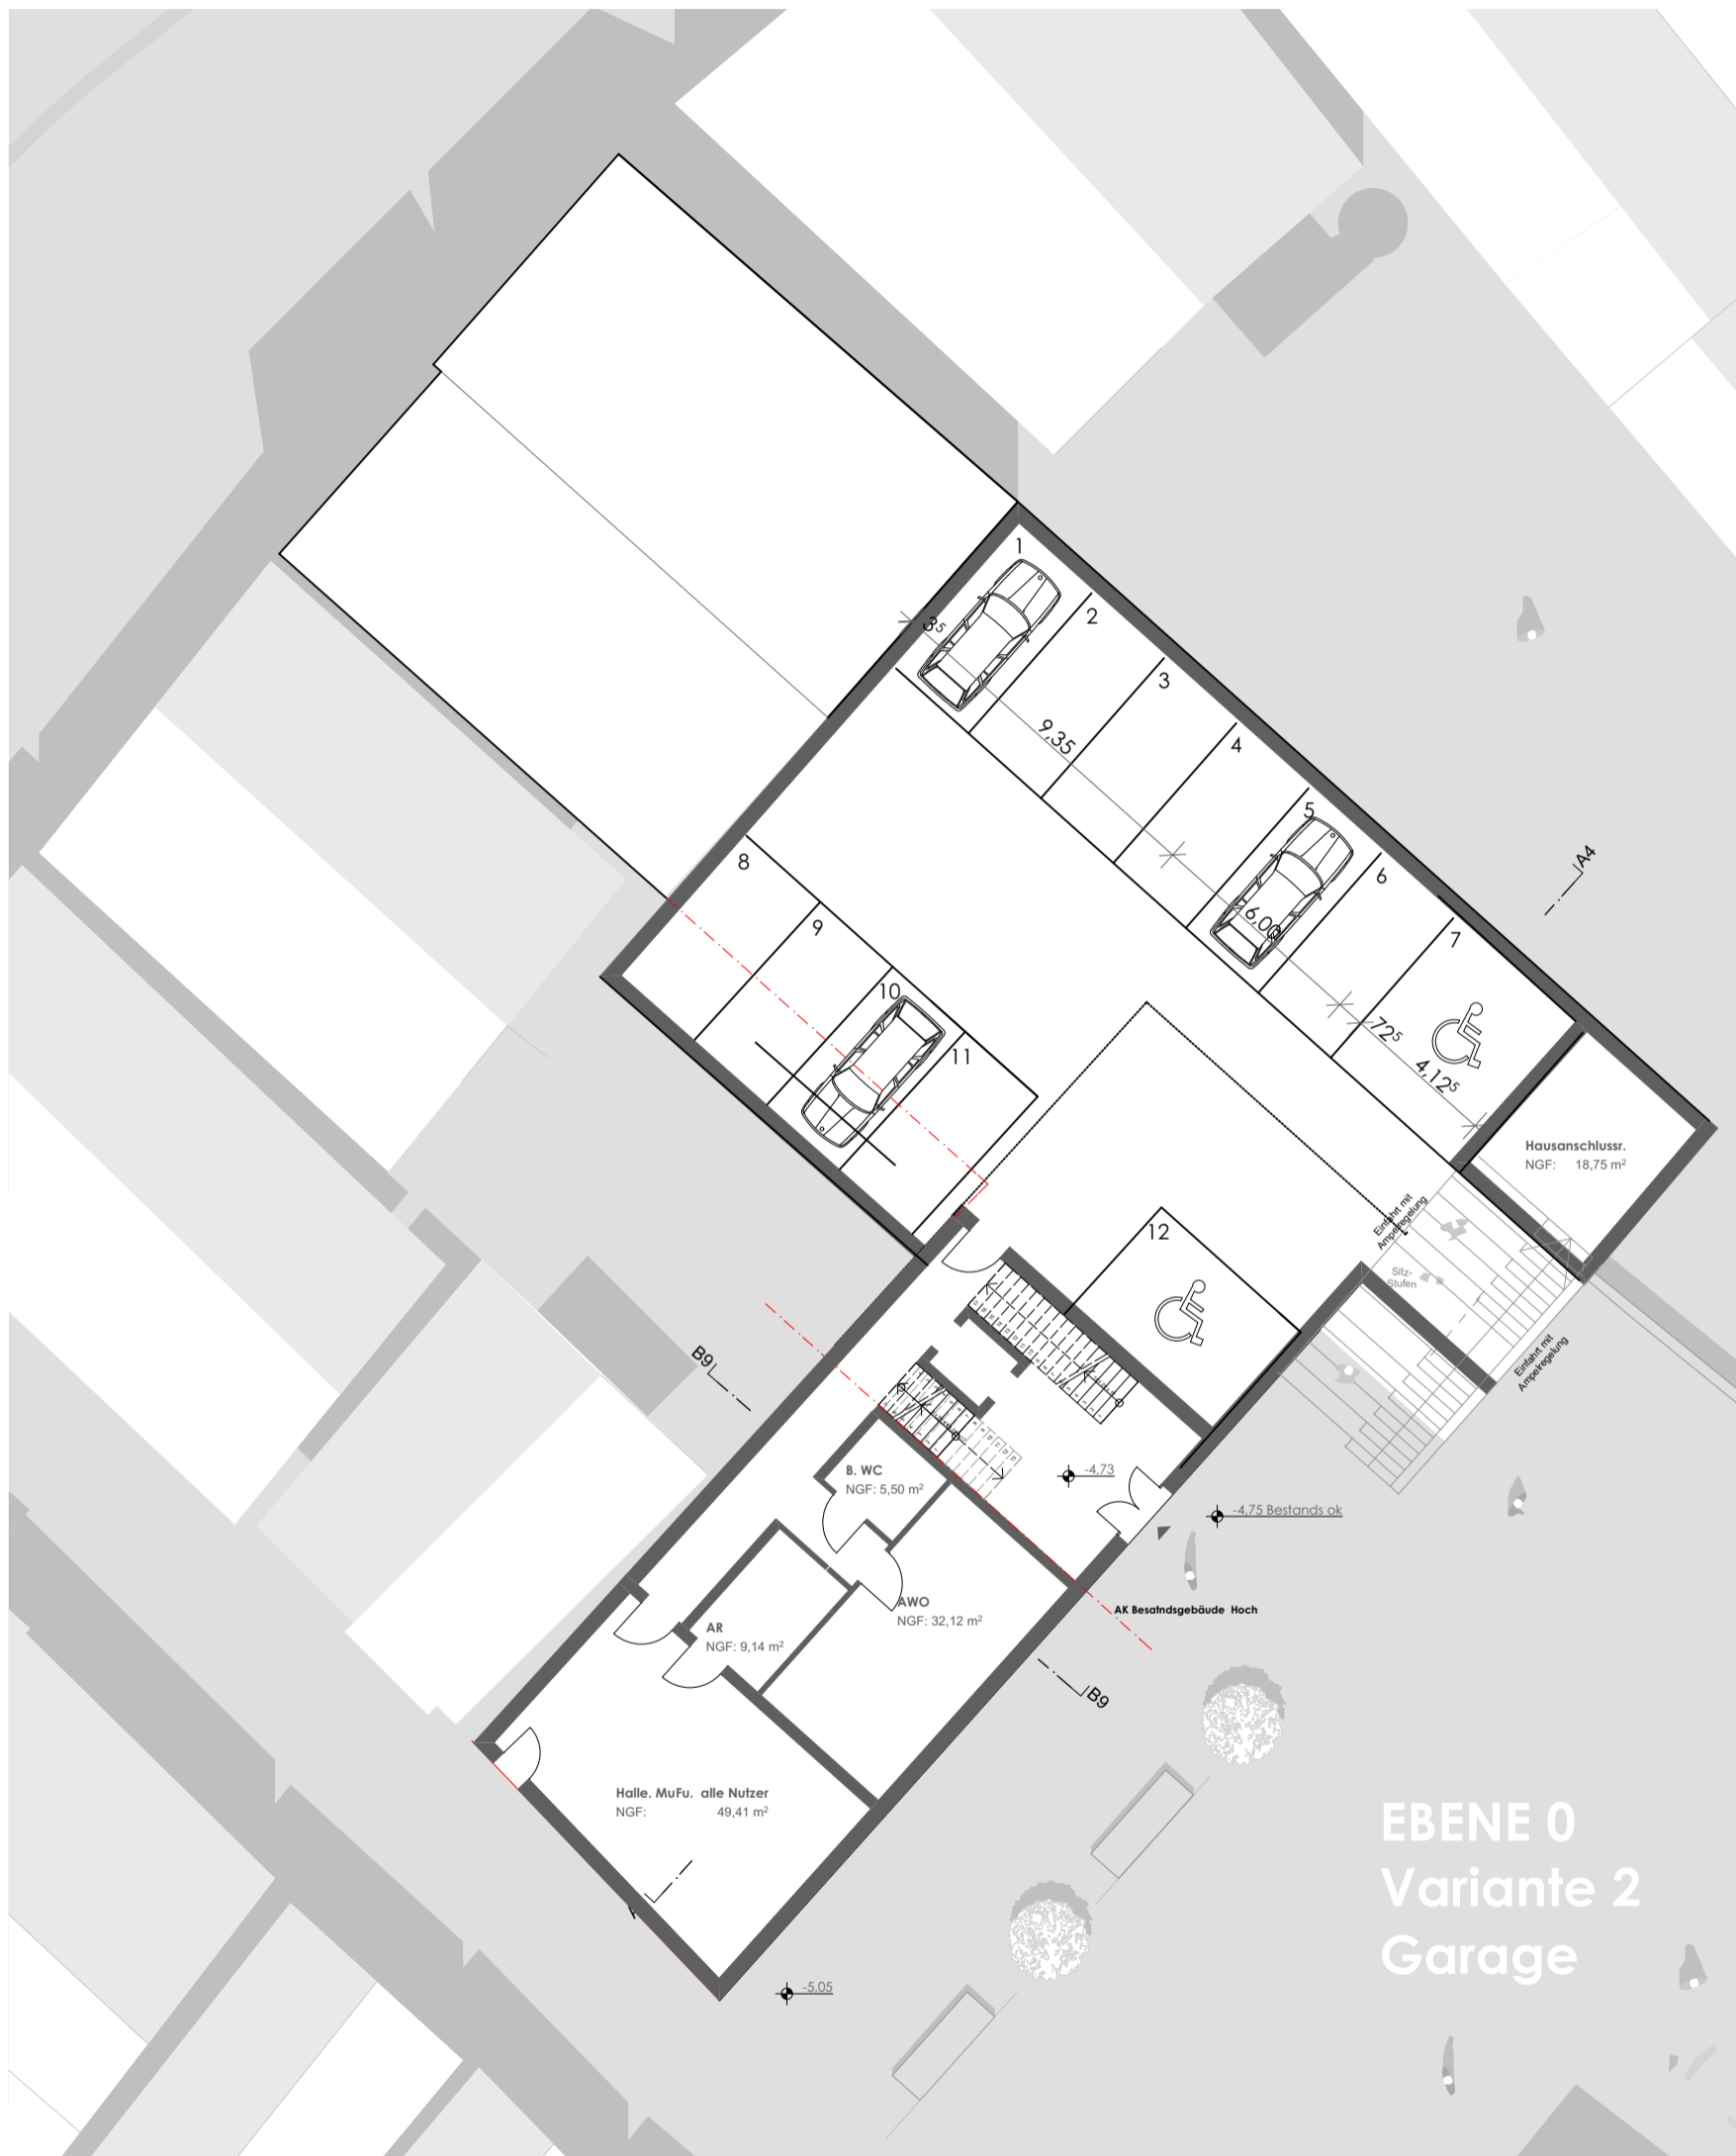 1
2
3⁵
3
9,35
4
5
8
A4
6
6,00
9
7
10
72⁵
11
4,12⁵
Hausanschlussr.
NGF: 18,75 m²
Einfahrt mit
Ampelregelung
12
Sitz-
Stufen
B9
Einfahrt mit
Ampelregelung
B. WC
NGF: 5,50 m²
-4,73
-4,75 Bestands ok
AWO
NGF: 32,12 m²
AK Besatndsgebäude Hoch
AR
NGF: 9,14 m²
B9
Halle. MuFu. alle Nutzer
NGF: 49,41 m²
EBENE 0
Variante 2
Garage
-5,05